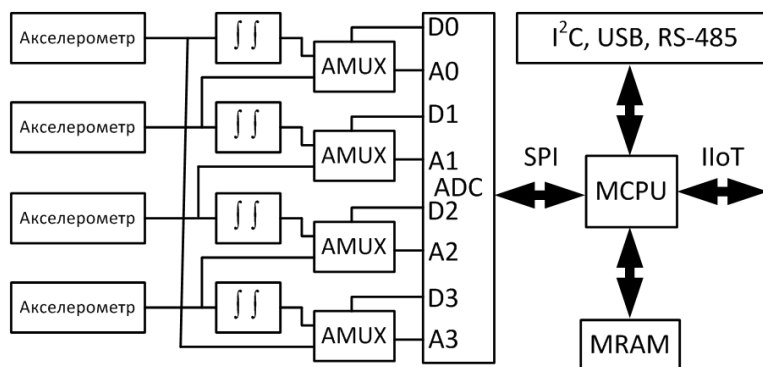 Акселерометр
∫∫
AMUX
D0
A0
Акселерометр
∫∫
AMUX
D1
A1
ADC
Акселерометр
∫∫
AMUX
D2
A2
Акселерометр
∫∫
AMUX
D3
A3
I²C, USB, RS-485
SPI
MCPU
IIoT
MRAM